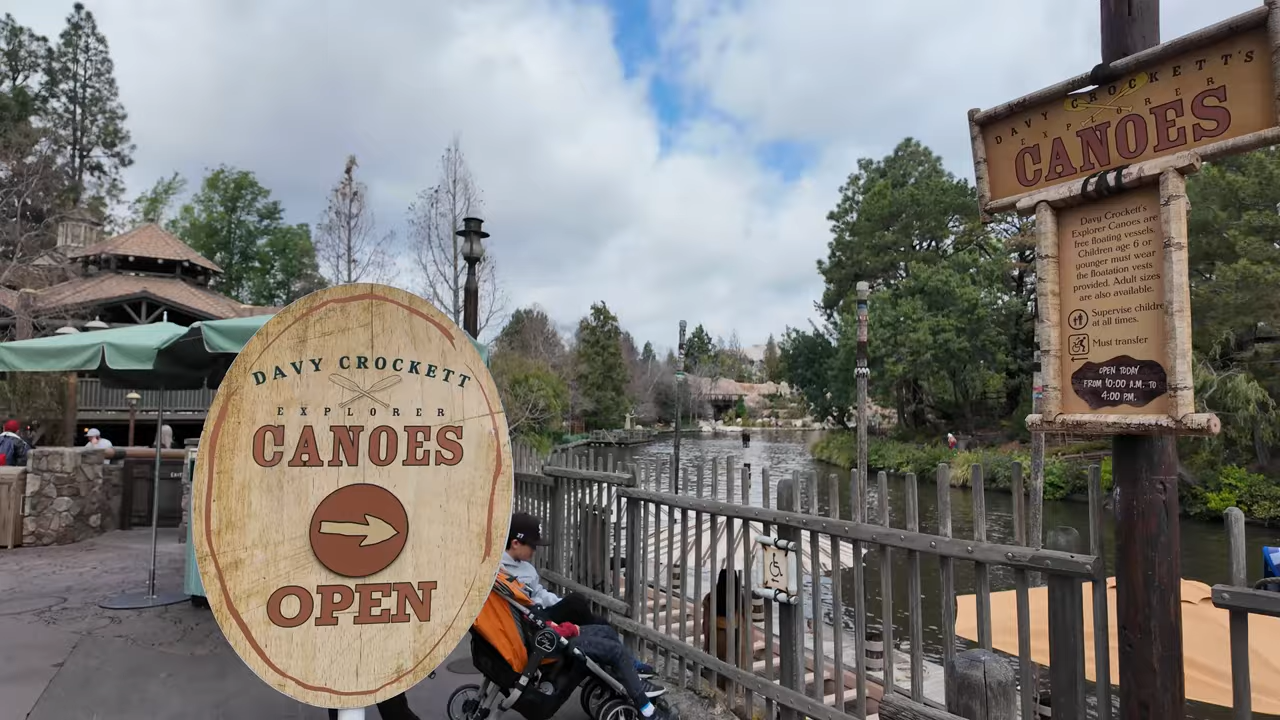 DAVY CROCKETT
EXPLORER
CANOES
OPEN
DAVY CROCKETT'S
EXPLORER
CANOES
Davy Crockett's
Explorer Canoes are
free floating vessels.
Children age 6 or
younger must wear
the floatation vests
provided. Adult sizes
are also available.
Supervise childre
at all times.
Must transfer
OPEN TODAY
FROM 10:00 A.M. TO
4:00 P.M.